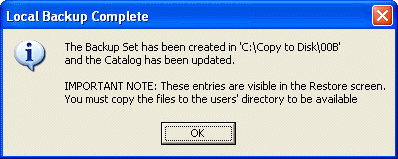 Local Backup Complete
The Backup Set has been created in 'C:\Copy to Disk\00B'
and the Catalog has been updated.
IMPORTANT NOTE: These entries are visible in the Restore screen.
You must copy the files to the users' directory to be available
OK